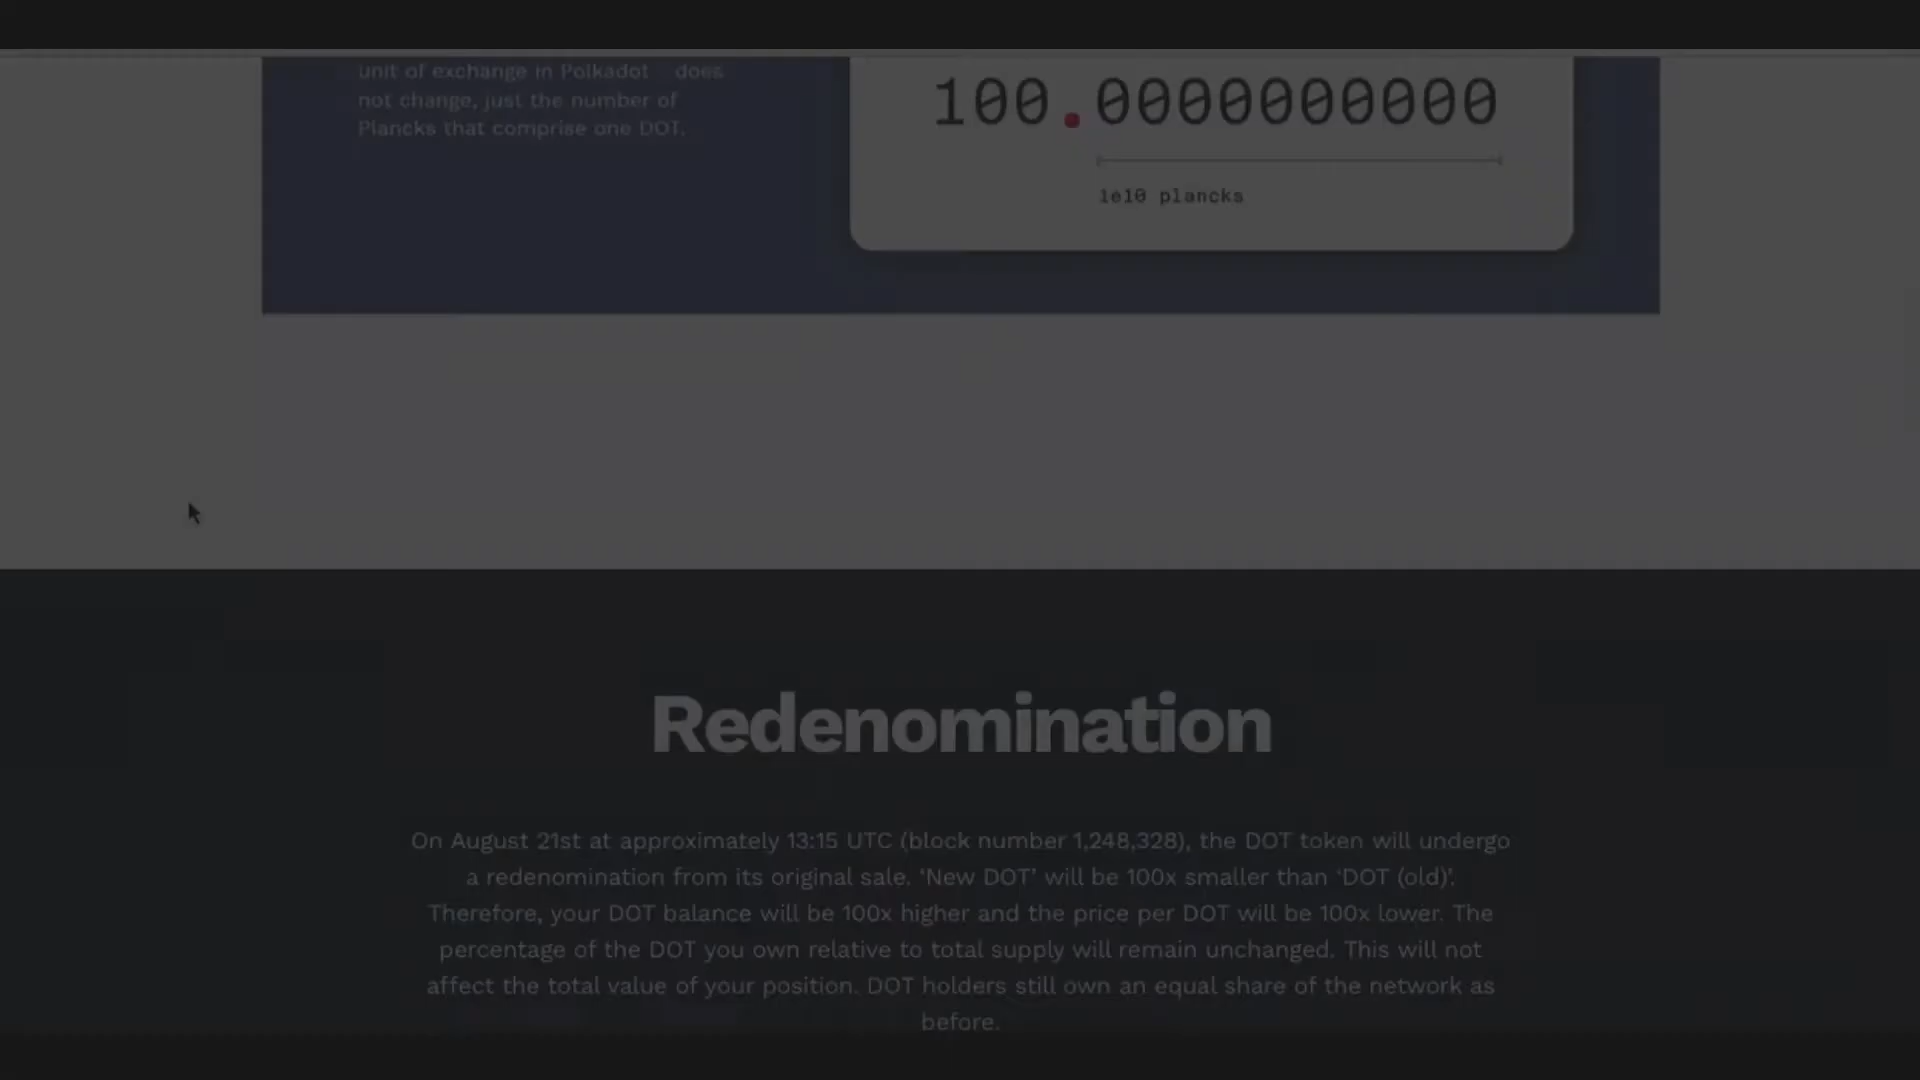 unit of exchange in Polkadot does
not change, just the number of
Plancks that comprise one DOT.
100.0000000000
1e10 plancks
Redenomination
On August 21st at approximately 13:15 UTC (block number 1,248,328), the DOT token will undergo
a redenomination from its original sale. ‘New DOT’ will be 100x smaller than ‘DOT (old)’.
Therefore, your DOT balance will be 100x higher and the price per DOT will be 100x lower. The
percentage of the DOT you own relative to total supply will remain unchanged. This will not
affect the total value of your position. DOT holders still own an equal share of the network as
before.